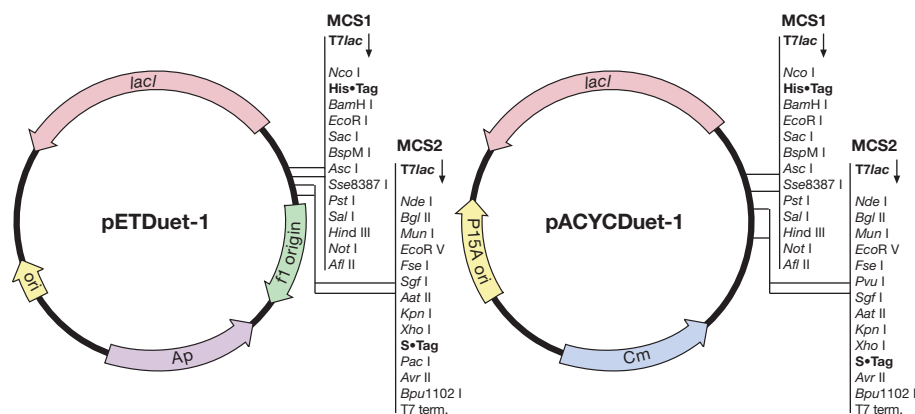 MCS1
T7lac
Nco I
His•Tag
BamH I
EcoR I
Sac I
BspM I
Asc I
Sse8387 I
Pst I
Sal I
Hind III
Not I
Afl II
MCS2
T7lac
Nde I
Bgl II
Mun I
EcoR V
Fse I
Sgf I
Aat II
Kpn I
Xho I
S•Tag
Pac I
Avr II
Bpu1102 I
T7 term.
lacI
pETDuet-1
f1 origin
ori
Ap
MCS1
T7lac
Nco I
His•Tag
BamH I
EcoR I
Sac I
BspM I
Asc I
Sse8387 I
Pst I
Sal I
Hind III
Not I
Afl II
MCS2
T7lac
Nde I
Bgl II
Mun I
EcoR V
Fse I
Pvu I
Sgf I
Aat II
Kpn I
Xho I
S•Tag
Avr II
Bpu1102 I
T7 term.
lacI
pACYCDuet-1
P15A ori
Cm